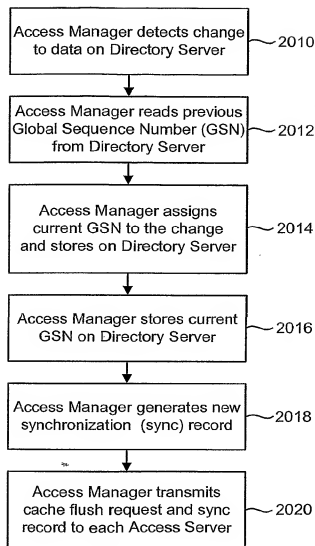 Access Manager detects change
to data on Directory Server
2010
Access Manager reads previous
Global Sequence Number (GSN)
from Directory Server
2012
Access Manager assigns
current GSN to the change
and stores on Directory Server
2014
Access Manager stores current
GSN on Directory Server
2016
Access Manager generates new
synchronization (sync) record
2018
Access Manager transmits
cache flush request and sync
record to each Access Server
2020